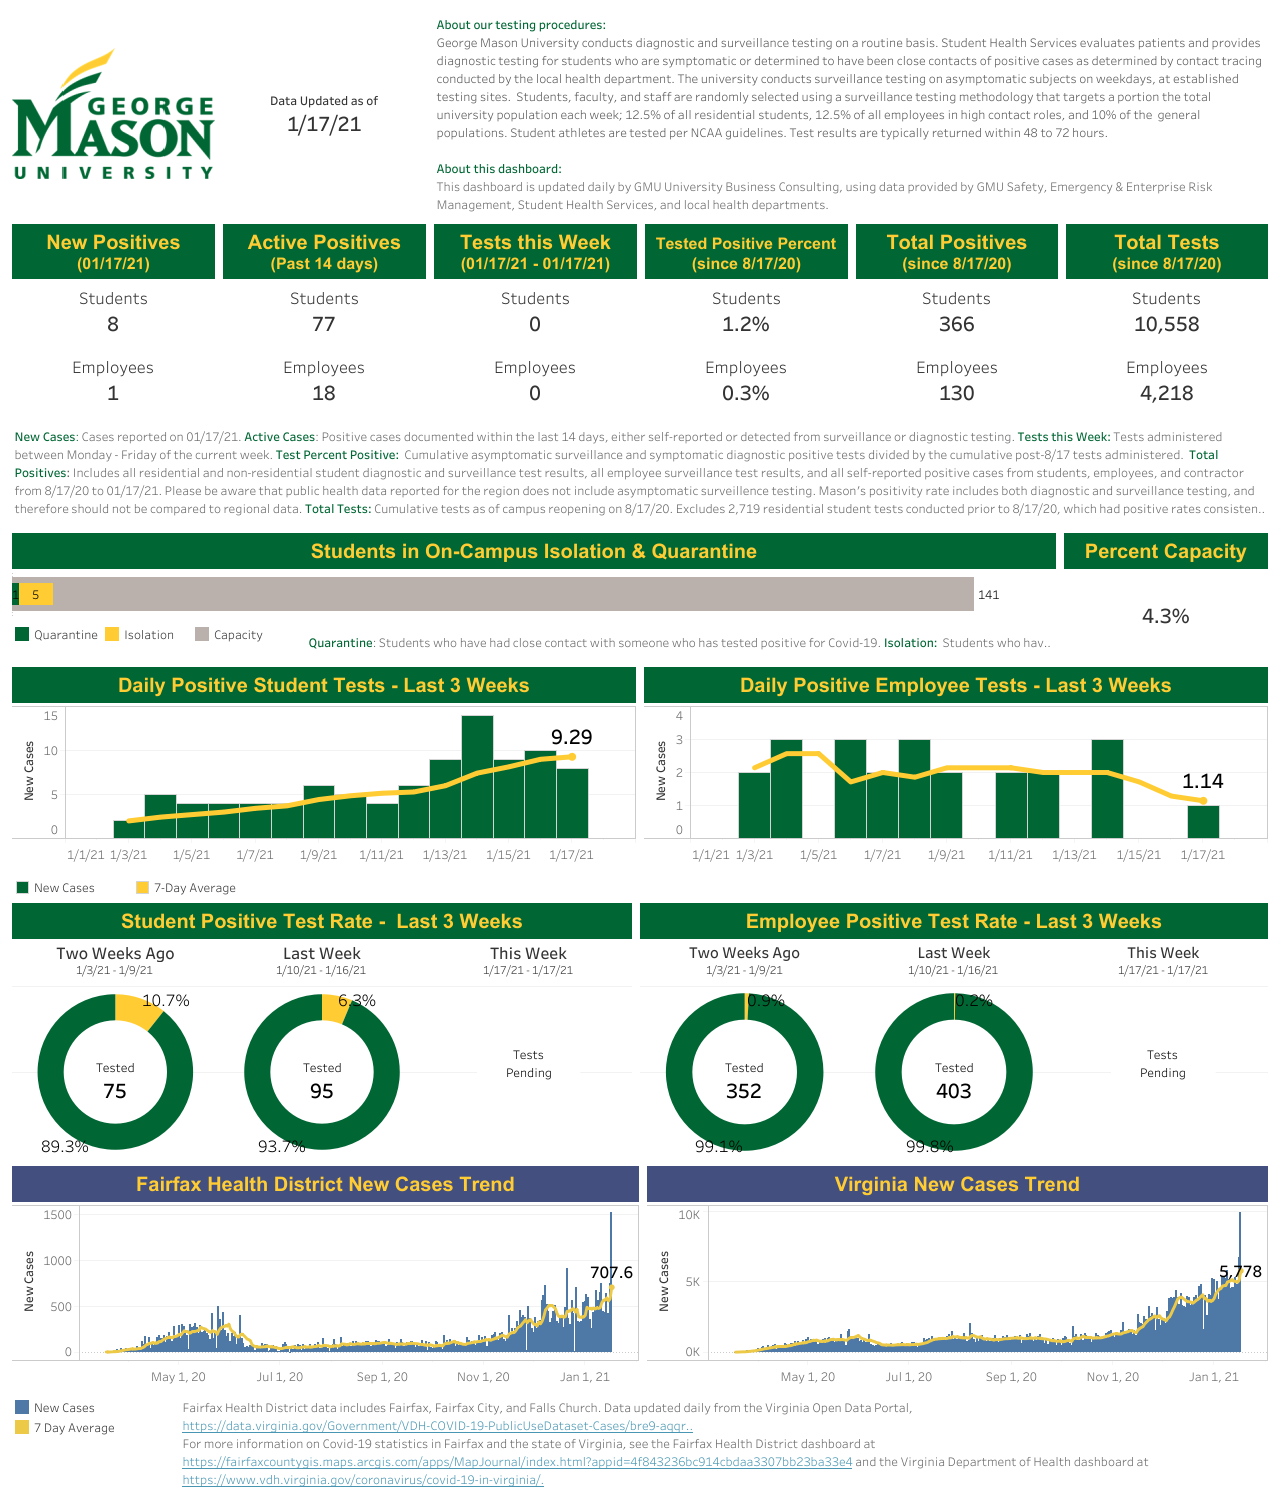 About our testing procedures:
George Mason University conducts diagnostic and surveillance testing on a routine basis. Student Health Services evaluates patients and provides
diagnostic testing for students who are symptomatic or determined to have been close contacts of positive cases as determined by contact tracing
conducted by the local health department. The university conducts surveillance testing on asymptomatic subjects on weekdays, at established
testing sites. Students, faculty, and staff are randomly selected using a surveillance testing methodology that targets a portion the total
university population each week; 12.5% of all residential students, 12.5% of all employees in high contact roles, and 10% of the general
populations. Student athletes are tested per NCAA guidelines. Test results are typically returned within 48 to 72 hours.
GEORGE
MASON
UNIVERSITY
Data Updated as of
1/17/21
About this dashboard:
This dashboard is updated daily by GMU University Business Consulting, using data provided by GMU Safety, Emergency & Enterprise Risk
Management, Student Health Services, and local health departments.
New Positives Active Positives Tests this Week Tested Positive Percent Total Positives Total Tests
(01/17/21) (Past 14 days) (01/17/21 - 01/17/21) (since 8/17/20) (since 8/17/20) (since 8/17/20)
Students Students Students Students Students Students
8 77 0 1.2% 366 10,558
Employees Employees Employees Employees Employees Employees
1 18 0 0.3% 130 4,218
New Cases: Cases reported on 01/17/21. Active Cases: Positive cases documented within the last 14 days, either self-reported or detected from surveillance or diagnostic testing. Tests this Week: Tests administered
between Monday - Friday of the current week. Test Percent Positive: Cumulative asymptomatic surveillance and symptomatic diagnostic positive tests divided by the cumulative post-8/17 tests administered. Total
Positives: Includes all residential and non-residential student diagnostic and surveillance test results, all employee surveillance test results, and all self-reported positive cases from students, employees, and contractor
from 8/17/20 to 01/17/21. Please be aware that public health data reported for the region does not include asymptomatic surveillence testing. Mason's positivity rate includes both diagnostic and surveillance testing, and
therefore should not be compared to regional data. Total Tests: Cumulative tests as of campus reopening on 8/17/20. Excludes 2,719 residential student tests conducted prior to 8/17/20, which had positive rates consisten..
Students in On-Campus Isolation & Quarantine Percent Capacity
1 5 141
4.3%
Quarantine Isolation Capacity
Quarantine: Students who have had close contact with someone who has tested positive for Covid-19. Isolation: Students who hav..
Daily Positive Student Tests - Last 3 Weeks
New Cases
15
10
5
0
9.29
1/1/21 1/3/21 1/5/21 1/7/21 1/9/21 1/11/21 1/13/21 1/15/21 1/17/21
New Cases 7-Day Average
Daily Positive Employee Tests - Last 3 Weeks
New Cases
4
3
2
1
0
1.14
1/1/21 1/3/21 1/5/21 1/7/21 1/9/21 1/11/21 1/13/21 1/15/21 1/17/21
Student Positive Test Rate - Last 3 Weeks
Two Weeks Ago Last Week This Week
1/3/21 - 1/9/21 1/10/21 - 1/16/21 1/17/21 - 1/17/21
10.7% 6.3%
Tested Tested Tests
75 95 Pending
89.3% 93.7%
Employee Positive Test Rate - Last 3 Weeks
Two Weeks Ago Last Week This Week
1/3/21 - 1/9/21 1/10/21 - 1/16/21 1/17/21 - 1/17/21
0.9% 0.2%
Tested Tested Tests
352 403 Pending
99.1% 99.8%
Fairfax Health District New Cases Trend
New Cases
1500
1000
500
0
707.6
May 1, 20 Jul 1, 20 Sep 1, 20 Nov 1, 20 Jan 1, 21
Virginia New Cases Trend
New Cases
10K
5K
0K
5,778
May 1, 20 Jul 1, 20 Sep 1, 20 Nov 1, 20 Jan 1, 21
New Cases
7 Day Average
Fairfax Health District data includes Fairfax, Fairfax City, and Falls Church. Data updated daily from the Virginia Open Data Portal,
https://data.virginia.gov/Government/VDH-COVID-19-PublicUseDataset-Cases/bre9-aqqr..
For more information on Covid-19 statistics in Fairfax and the state of Virginia, see the Fairfax Health District dashboard at
https://fairfaxcountygis.maps.arcgis.com/apps/MapJournal/index.html?appid=4f843236bc914cbdaa3307bb23ba33e4 and the Virginia Department of Health dashboard at
https://www.vdh.virginia.gov/coronavirus/covid-19-in-virginia/.